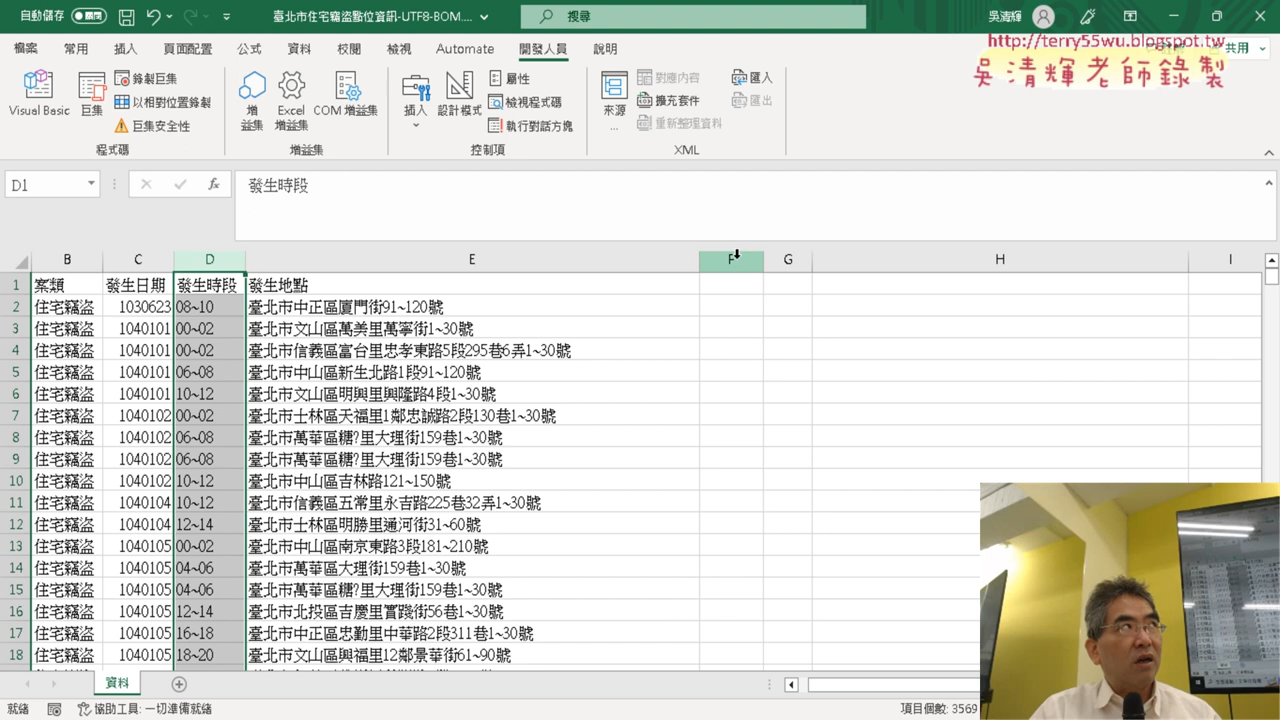 自動儲存 關閉 臺北市住宅竊盜點位資訊-UTF8-BOM.... 搜尋 吳清輝
檔案 常用 插入 頁面配置 公式 資料 校閱 檢視 Automate 開發人員 說明 共用
http://terry55wu.blogspot.tw
吳清輝老師錄製
Visual Basic 巨集 錄製巨集 以相對位置錄製 巨集安全性
增益集 Excel 增益集 COM 增益集
插入 設計模式 屬性 檢視程式碼 執行對話方塊
來源 ... 對應內容 擴充套件 重新整理資料 匯入 匯出
程式碼 增益集 控制項 XML
D1 fx 發生時段
B C D E F G H I
1 案類 發生日期 發生時段 發生地點
2 住宅竊盜 1030623 08~10 臺北市中正區廈門街91~120號
3 住宅竊盜 1040101 00~02 臺北市文山區萬美里萬寧街1~30號
4 住宅竊盜 1040101 00~02 臺北市信義區富台里忠孝東路5段295巷6弄1~30號
5 住宅竊盜 1040101 06~08 臺北市中山區新生北路1段91~120號
6 住宅竊盜 1040101 10~12 臺北市文山區明興里興隆路4段1~30號
7 住宅竊盜 1040102 00~02 臺北市士林區天福里1鄰忠誠路2段130巷1~30號
8 住宅竊盜 1040102 06~08 臺北市萬華區糖?里大理街159巷1~30號
9 住宅竊盜 1040102 06~08 臺北市萬華區糖?里大理街159巷1~30號
10 住宅竊盜 1040102 10~12 臺北市中山區吉林路121~150號
11 住宅竊盜 1040104 10~12 臺北市信義區五常里永吉路225巷32弄1~30號
12 住宅竊盜 1040104 12~14 臺北市士林區明勝里通河街31~60號
13 住宅竊盜 1040105 00~02 臺北市中山區南京東路3段181~210號
14 住宅竊盜 1040105 04~06 臺北市萬華區大理街159巷1~30號
15 住宅竊盜 1040105 04~06 臺北市萬華區糖?里大理街159巷1~30號
16 住宅竊盜 1040105 12~14 臺北市北投區吉慶里實踐街56巷1~30號
17 住宅竊盜 1040105 16~18 臺北市中正區忠勤里中華路2段311巷1~30號
18 住宅竊盜 1040105 18~20 臺北市文山區興福里12鄰景華街61~90號
資料
就緒 協助工具: 一切準備就緒 項目個數: 3569